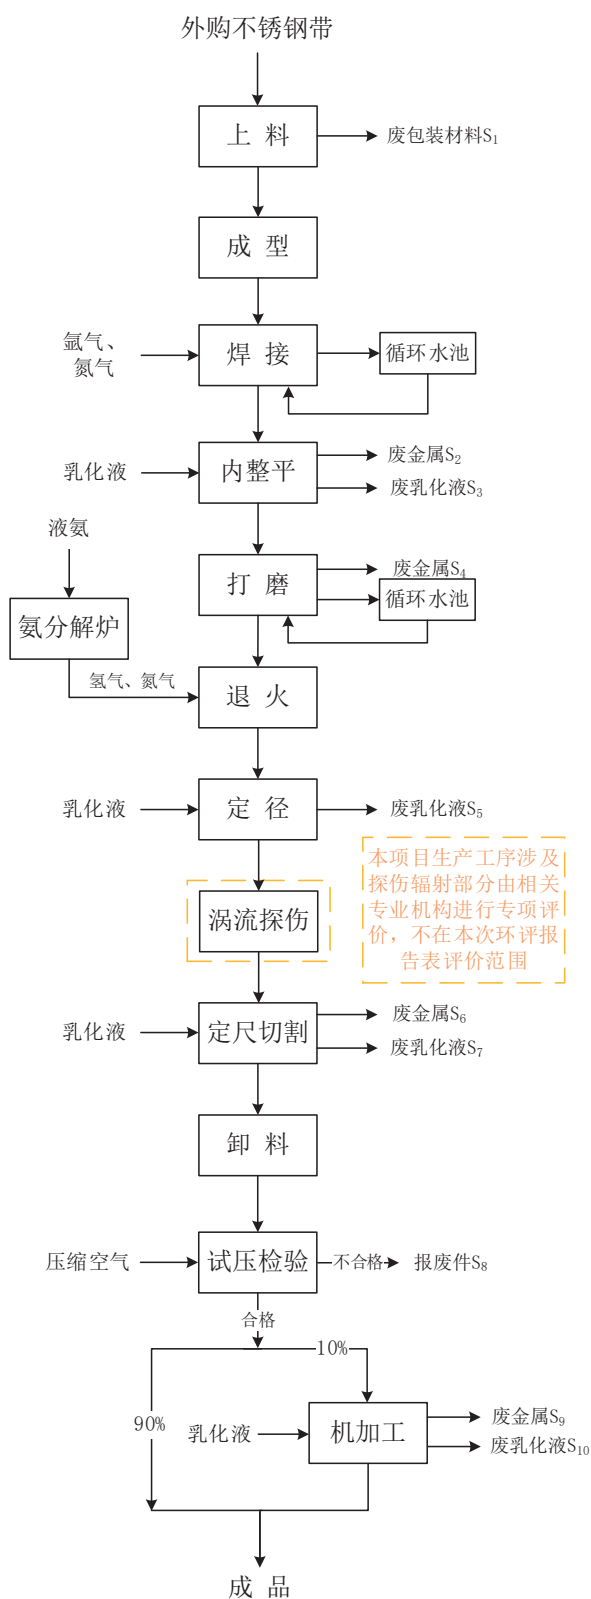 外购不锈钢带
上料
废包装材料S1
成型
氩气、
氮气
焊接
循环水池
乳化液
内整平
废金属S2
废乳化液S3
液氨
氨分解炉
打磨
废金属S4
循环水池
氢气、氮气
退火
乳化液
定径
废乳化液S5
涡流探伤
本项目生产工序涉及
探伤辐射部分由相关
专业机构进行专项评
价，不在本次环评报
告表评价范围
乳化液
定尺切割
废金属S6
废乳化液S7
卸料
压缩空气
试压检验
不合格
报废件S8
合格
10%
90%
乳化液
机加工
废金属S9
废乳化液S10
成品